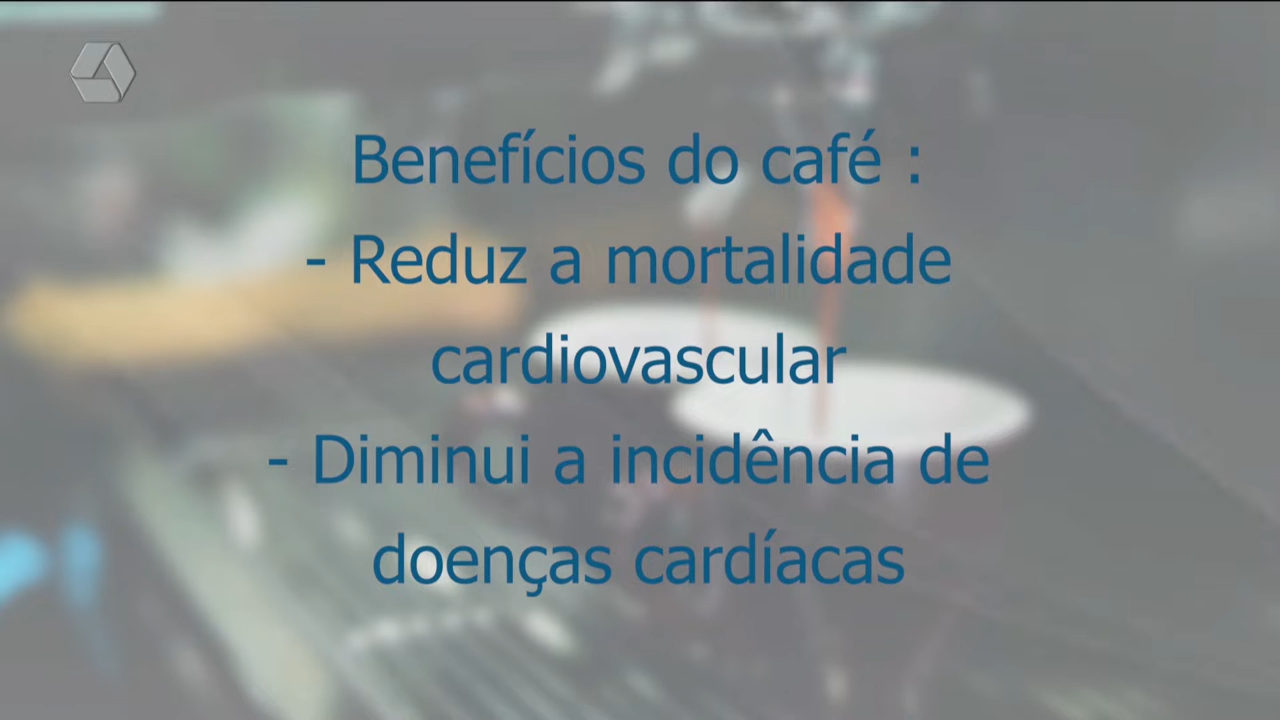 Benefícios do café :
- Reduz a mortalidade
cardiovascular
- Diminui a incidência de
doenças cardíacas